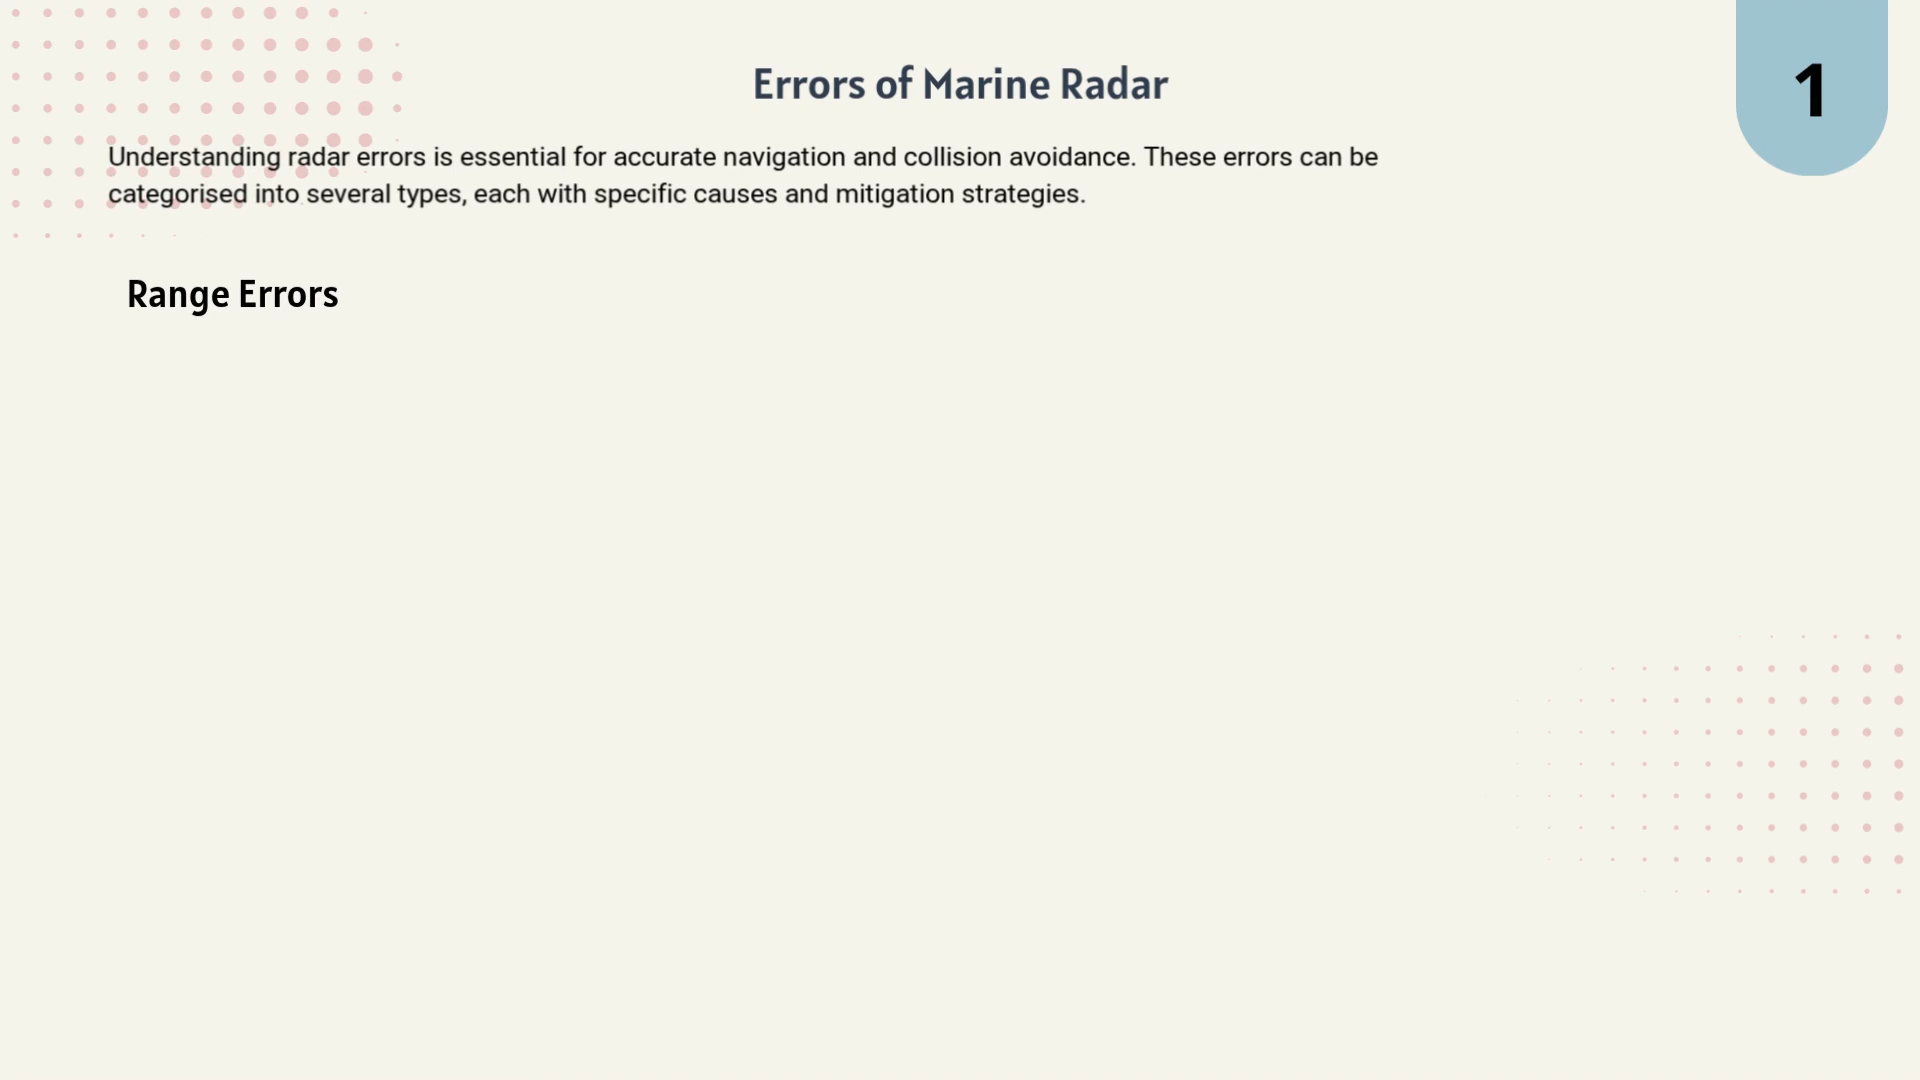 Errors of Marine Radar
1
Understanding radar errors is essential for accurate navigation and collision avoidance. These errors can be
categorised into several types, each with specific causes and mitigation strategies.
Range Errors